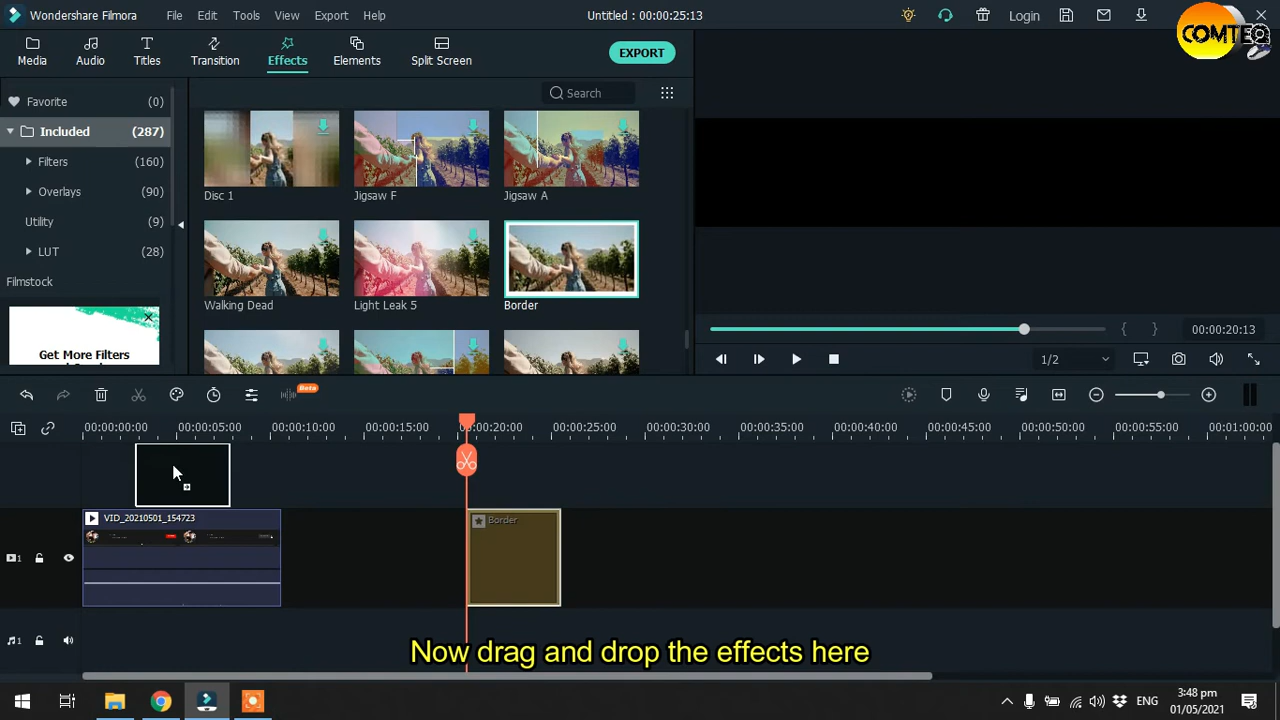 Wondershare Filmora
File
Edit
Tools
View
Export
Help
Untitled : 00:00:25:13
Login
COMTEQ
Media
Audio
Titles
Transition
Effects
Elements
Split Screen
EXPORT
Favorite (0)
Included (287)
Filters (160)
Overlays (90)
Utility (9)
LUT (28)
Filmstock
Get More Filters
Search
Disc 1
Jigsaw F
Jigsaw A
Walking Dead
Light Leak 5
Border
00:00:20:13
1/2
Beta
00:00:00:00
00:00:05:00
00:00:10:00
00:00:15:00
00:00:20:00
00:00:25:00
00:00:30:00
00:00:35:00
00:00:40:00
00:00:45:00
00:00:50:00
00:00:55:00
00:01:00:00
VID_20210501_154723
Border
1
1
Now drag and drop the effects here
ENG
3:48 pm
01/05/2021